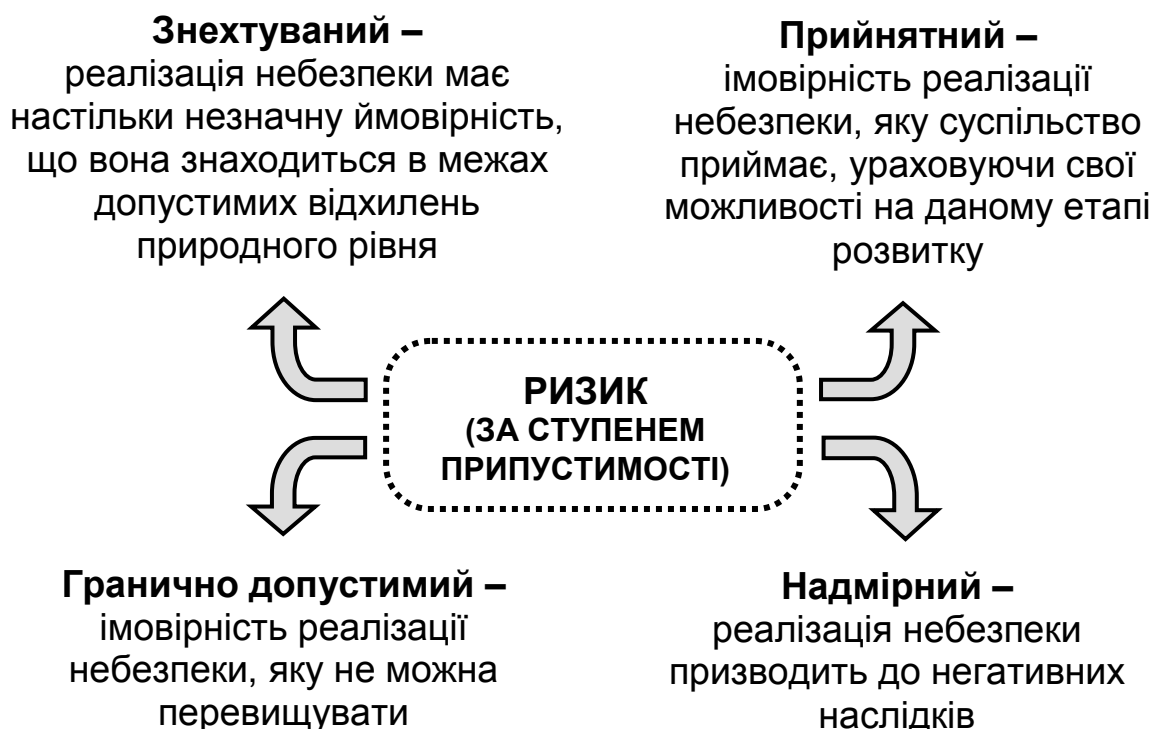 Знехтуваний –
реалізація небезпеки має
настільки незначну ймовірність,
що вона знаходиться в межах
допустимих відхилень
природного рівня
Прийнятний –
імовірність реалізації
небезпеки, яку суспільство
приймає, ураховуючи свої
можливості на даному етапі
розвитку
РИЗИК
(ЗА СТУПЕНЕМ
ПРИПУСТИМОСТІ)
Гранично допустимий –
імовірність реалізації
небезпеки, яку не можна
перевищувати
Надмірний –
реалізація небезпеки
призводить до негативних
наслідків